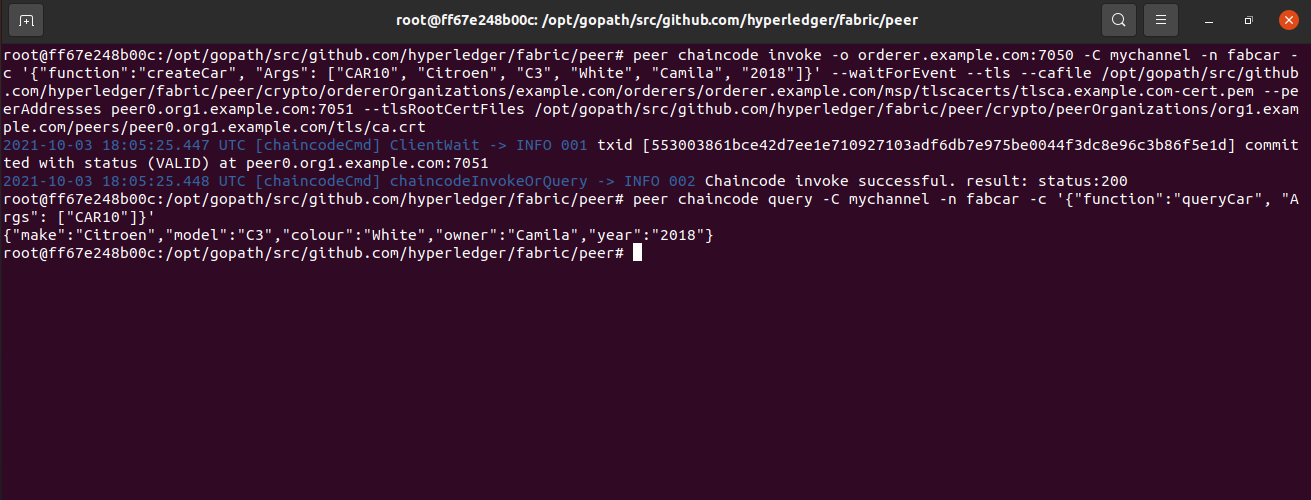 root@ff67e248b00c: /opt/gopath/src/github.com/hyperledger/fabric/peer
root@ff67e248b00c:/opt/gopath/src/github.com/hyperledger/fabric/peer# peer chaincode invoke -o orderer.example.com:7050 -C mychannel -n fabcar -
c '{"function":"createCar", "Args": ["CAR10", "Citroen", "C3", "White", "Camila", "2018"]}' --waitForEvent --tls --cafile /opt/gopath/src/github
.com/hyperledger/fabric/peer/crypto/ordererOrganizations/example.com/orderers/orderer.example.com/msp/tlscacerts/tlsca.example.com-cert.pem --pe
erAddresses peer0.org1.example.com:7051 --tlsRootCertFiles /opt/gopath/src/github.com/hyperledger/fabric/peer/crypto/peerOrganizations/org1.exam
ple.com/peers/peer0.org1.example.com/tls/ca.crt
2021-10-03 18:05:25.447 UTC [chaincodeCmd] ClientWait -> INFO 001 txid [553003861bce42d7ee1e710927103adf6db7e975be0044f3dc8e96c3b86f5e1d] commit
ted with status (VALID) at peer0.org1.example.com:7051
2021-10-03 18:05:25.448 UTC [chaincodeCmd] chaincodeInvokeOrQuery -> INFO 002 Chaincode invoke successful. result: status:200
root@ff67e248b00c:/opt/gopath/src/github.com/hyperledger/fabric/peer# peer chaincode query -C mychannel -n fabcar -c '{"function":"queryCar", "A
rgs": ["CAR10"]}'
{"make":"Citroen","model":"C3","colour":"White","owner":"Camila","year":"2018"}
root@ff67e248b00c:/opt/gopath/src/github.com/hyperledger/fabric/peer#